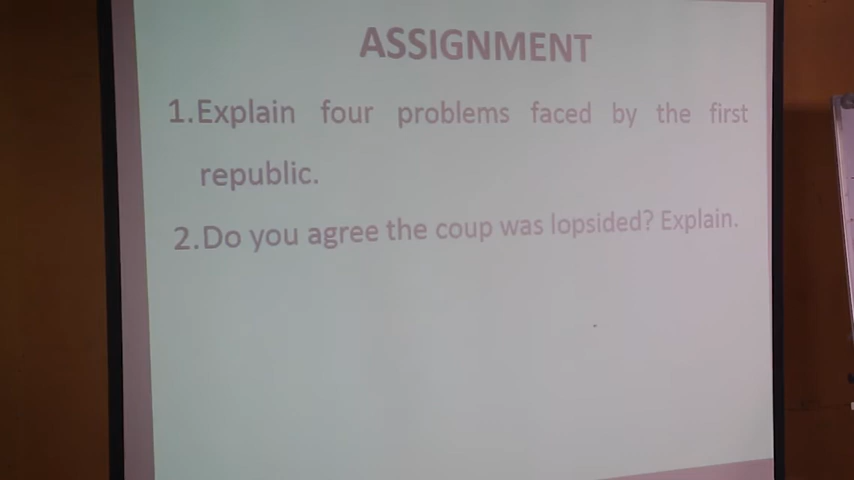 ASSIGNMENT
1.Explain four problems faced by the first
republic.
2.Do you agree the coup was lopsided? Explain.